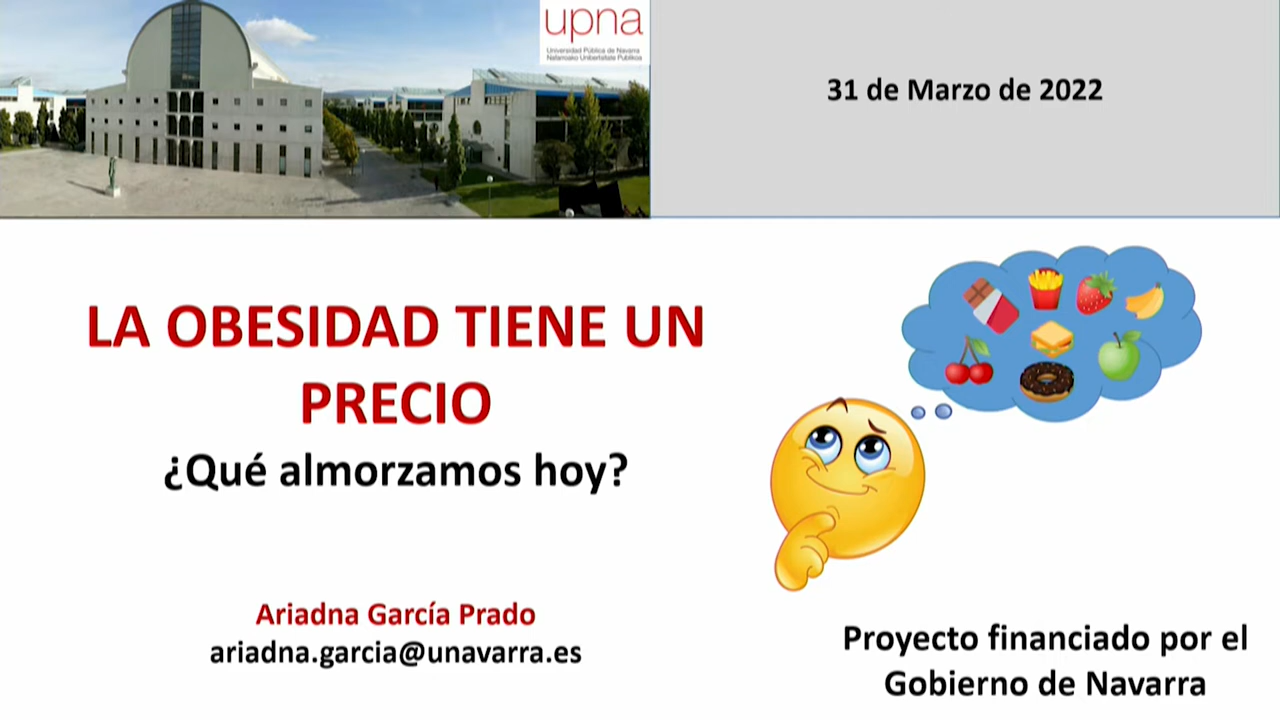 upna
Universidad Pública de Navarra
Nafarroako Unibertsitate Publikoa
31 de Marzo de 2022
LA OBESIDAD TIENE UN
PRECIO
¿Qué almorzamos hoy?
Ariadna García Prado
ariadna.garcia@unavarra.es
Proyecto financiado por el
Gobierno de Navarra